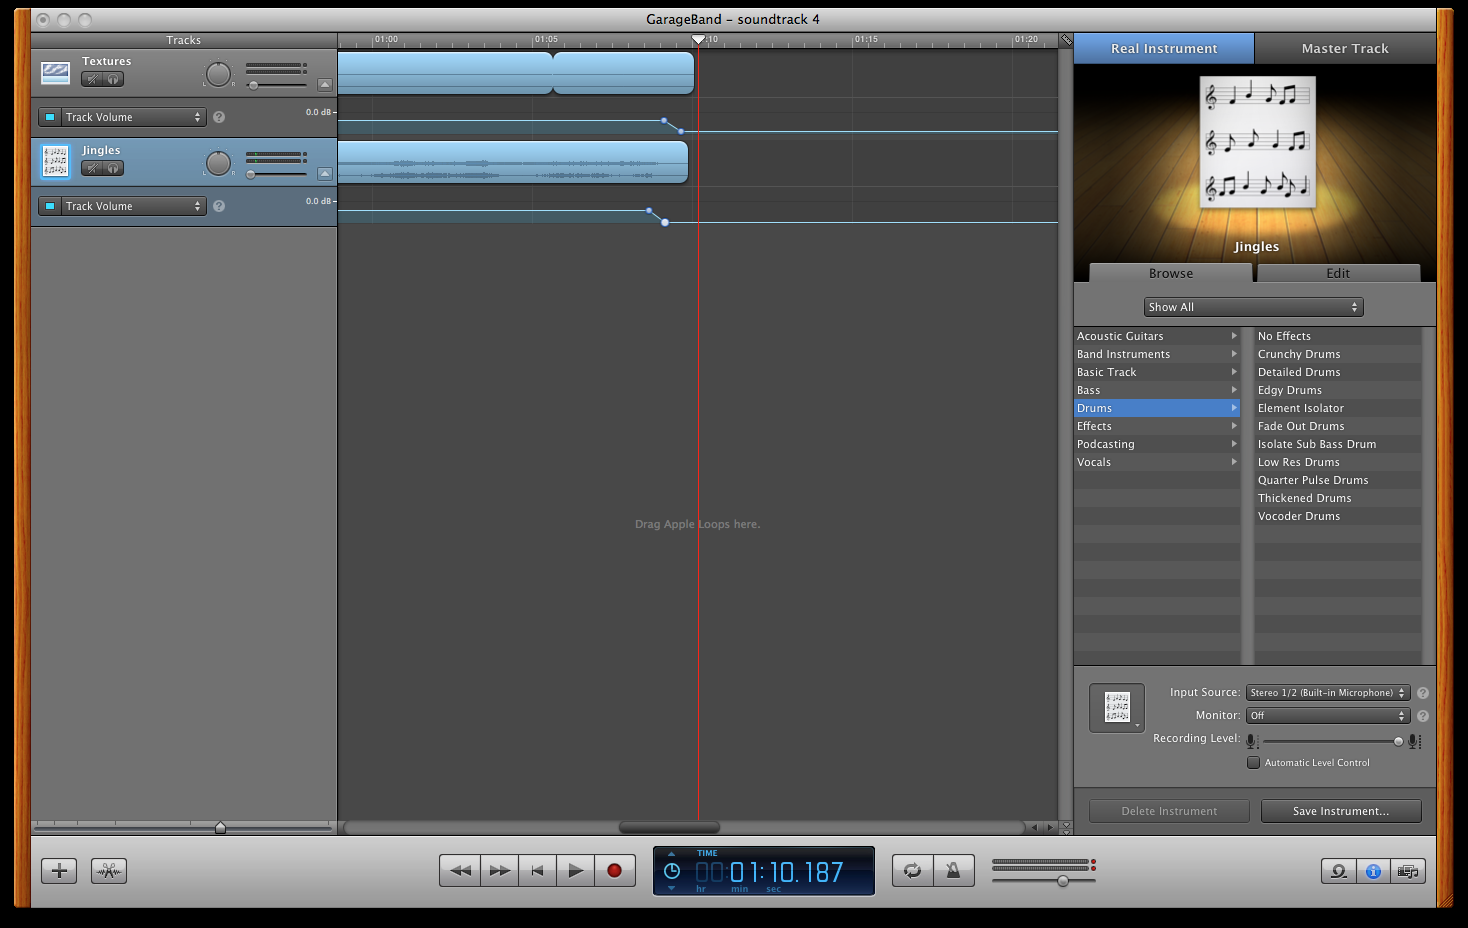 GarageBand – soundtrack 4
Tracks
01:00
01:05
:10
01:15
01:20
Real Instrument
Master Track
Textures
L R
Track Volume
?
0.0 dB
Jingles
L R
Track Volume
?
0.0 dB
Jingles
Browse
Edit
Show All
Acoustic Guitars
Band Instruments
Basic Track
Bass
Drums
Effects
Podcasting
Vocals
No Effects
Crunchy Drums
Detailed Drums
Edgy Drums
Element Isolator
Fade Out Drums
Isolate Sub Bass Drum
Low Res Drums
Quarter Pulse Drums
Thickened Drums
Vocoder Drums
Drag Apple Loops here.
Input Source: Stereo 1/2 (Built-in Microphone) ?
Monitor: Off ?
Recording Level:
Automatic Level Control
Delete Instrument
Save Instrument...
TIME
00:01:10.187
hr min sec